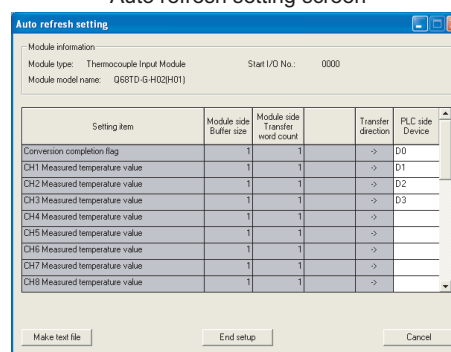 Auto refresh setting screen
Auto refresh setting
Module information
Module type: Thermocouple Input Module Start I/O No.: 0000
Module model name: Q68TD-G-H02(H01)
Setting item Module side Buffer size Module side Transfer word count Transfer direction PLC side Device
Conversion completion flag 1 1 -> D0
CH1 Measured temperature value 1 1 -> D1
CH2 Measured temperature value 1 1 -> D2
CH3 Measured temperature value 1 1 -> D3
CH4 Measured temperature value 1 1 ->
CH5 Measured temperature value 1 1 ->
CH6 Measured temperature value 1 1 ->
CH7 Measured temperature value 1 1 ->
CH8 Measured temperature value 1 1 ->
Make text file End setup Cancel